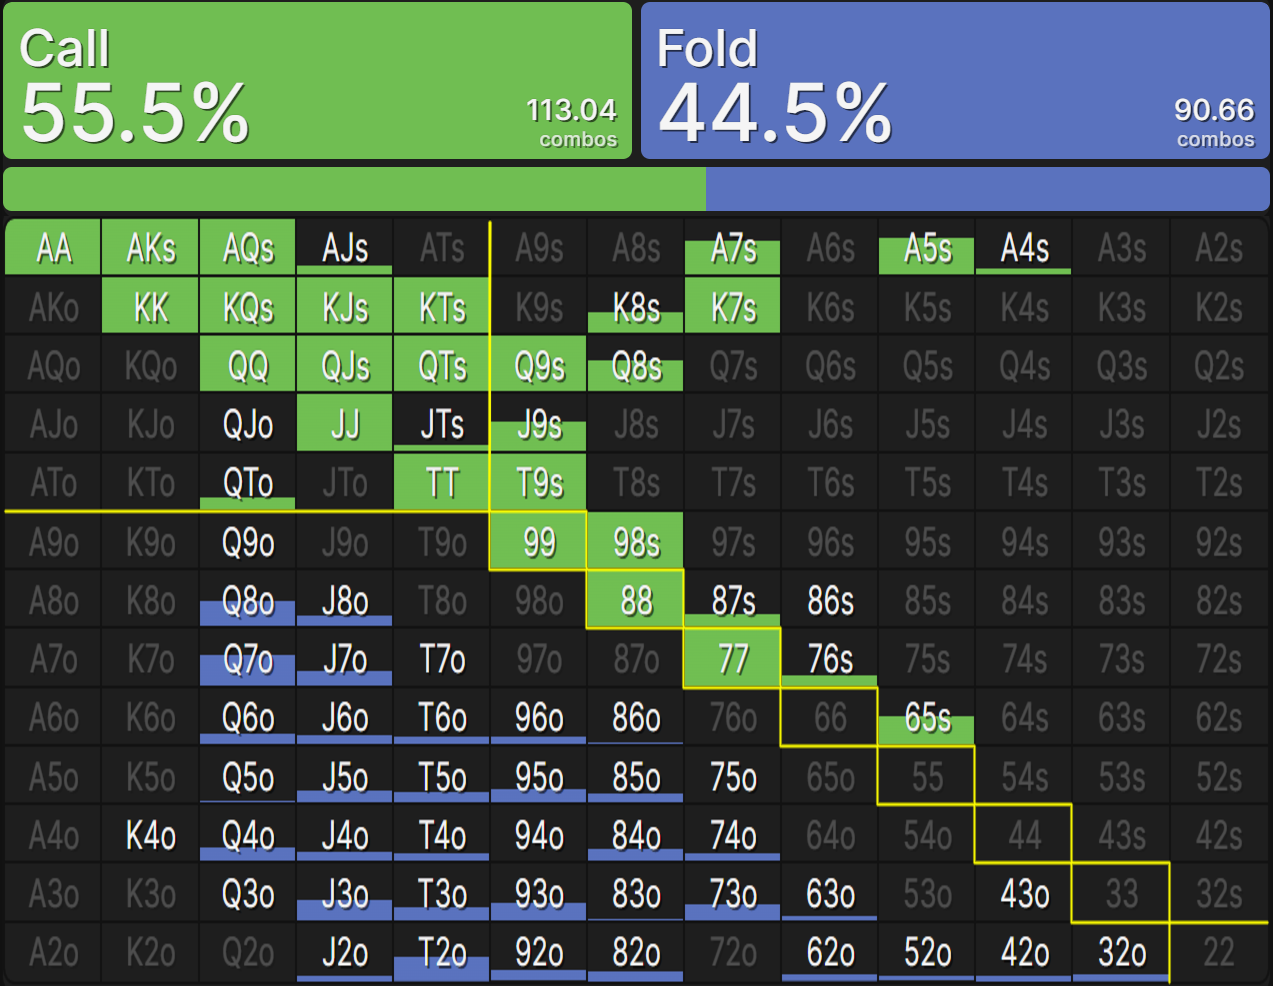 Call
55.5%
113.04
combos
Fold
44.5%
90.66
combos
AA AKs AQs AJs ATs A9s A8s A7s A6s A5s A4s A3s A2s
AKo KK KQs KJs KTs K9s K8s K7s K6s K5s K4s K3s K2s
AQo KQo QQ QJs QTs Q9s Q8s Q7s Q6s Q5s Q4s Q3s Q2s
AJo KJo QJo JJ JTs J9s J8s J7s J6s J5s J4s J3s J2s
ATo KTo QTo JTo TT T9s T8s T7s T6s T5s T4s T3s T2s
A9o K9o Q9o J9o T9o 99 98s 97s 96s 95s 94s 93s 92s
A8o K8o Q8o J8o T8o 98o 88 87s 86s 85s 84s 83s 82s
A7o K7o Q7o J7o T7o 97o 87o 77 76s 75s 74s 73s 72s
A6o K6o Q6o J6o T6o 96o 86o 76o 66 65s 64s 63s 62s
A5o K5o Q5o J5o T5o 95o 85o 75o 65o 55 54s 53s 52s
A4o K4o Q4o J4o T4o 94o 84o 74o 64o 54o 44 43s 42s
A3o K3o Q3o J3o T3o 93o 83o 73o 63o 53o 43o 33 32s
A2o K2o Q2o J2o T2o 92o 82o 72o 62o 52o 42o 32o 22